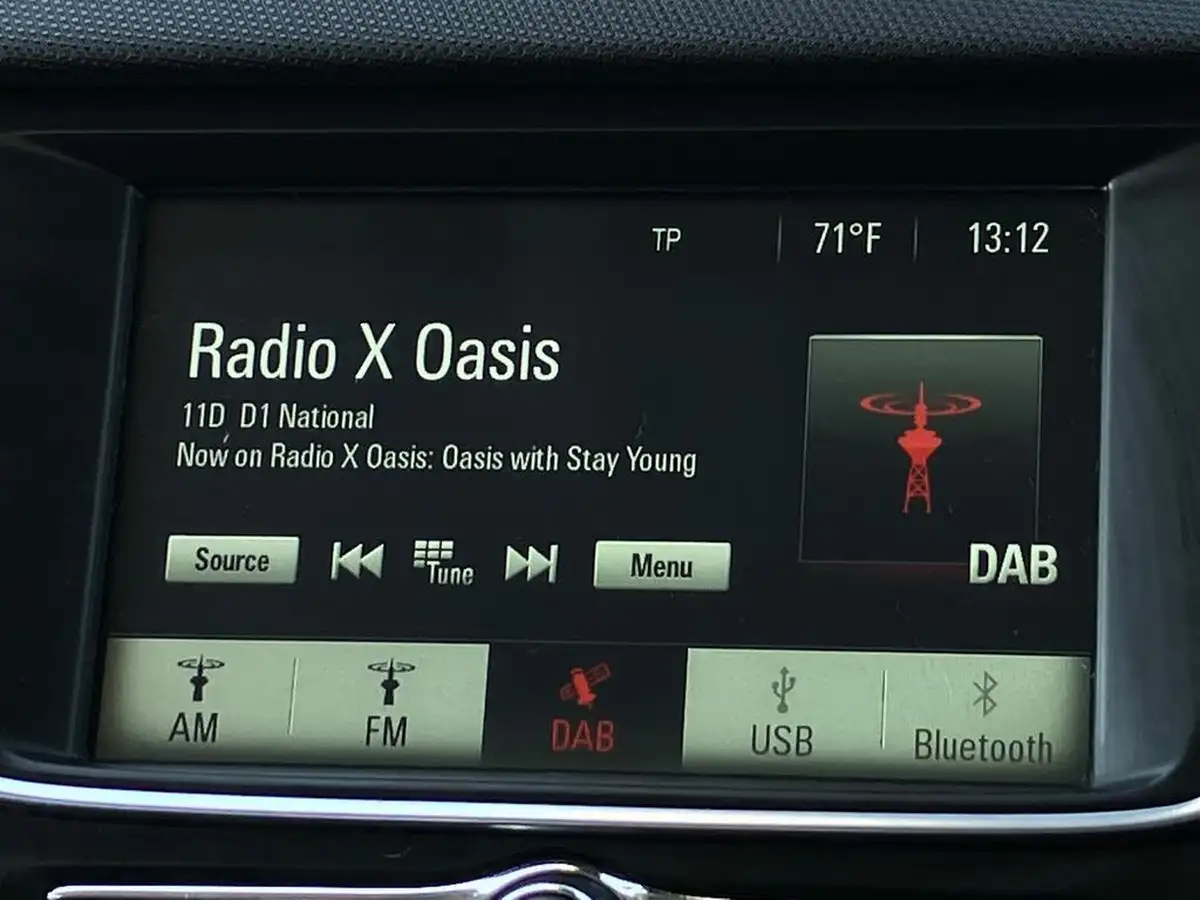 TP 71°F 13:12
Radio X Oasis
11D D1 National
Now on Radio X Oasis: Oasis with Stay Young
DAB
Source Tune Menu
AM FM DAB USB Bluetooth